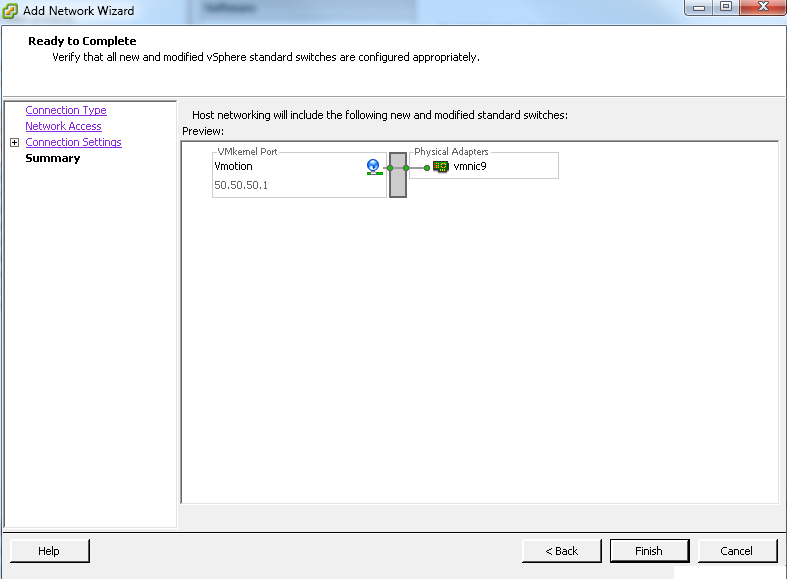 Add Network Wizard
Ready to Complete
Verify that all new and modified vSphere standard switches are configured appropriately.
Connection Type
Network Access
Connection Settings
Summary
Host networking will include the following new and modified standard switches:
Preview:
VMkernel Port
Vmotion
50.50.50.1
Physical Adapters
vmnic9
Help
< Back
Finish
Cancel